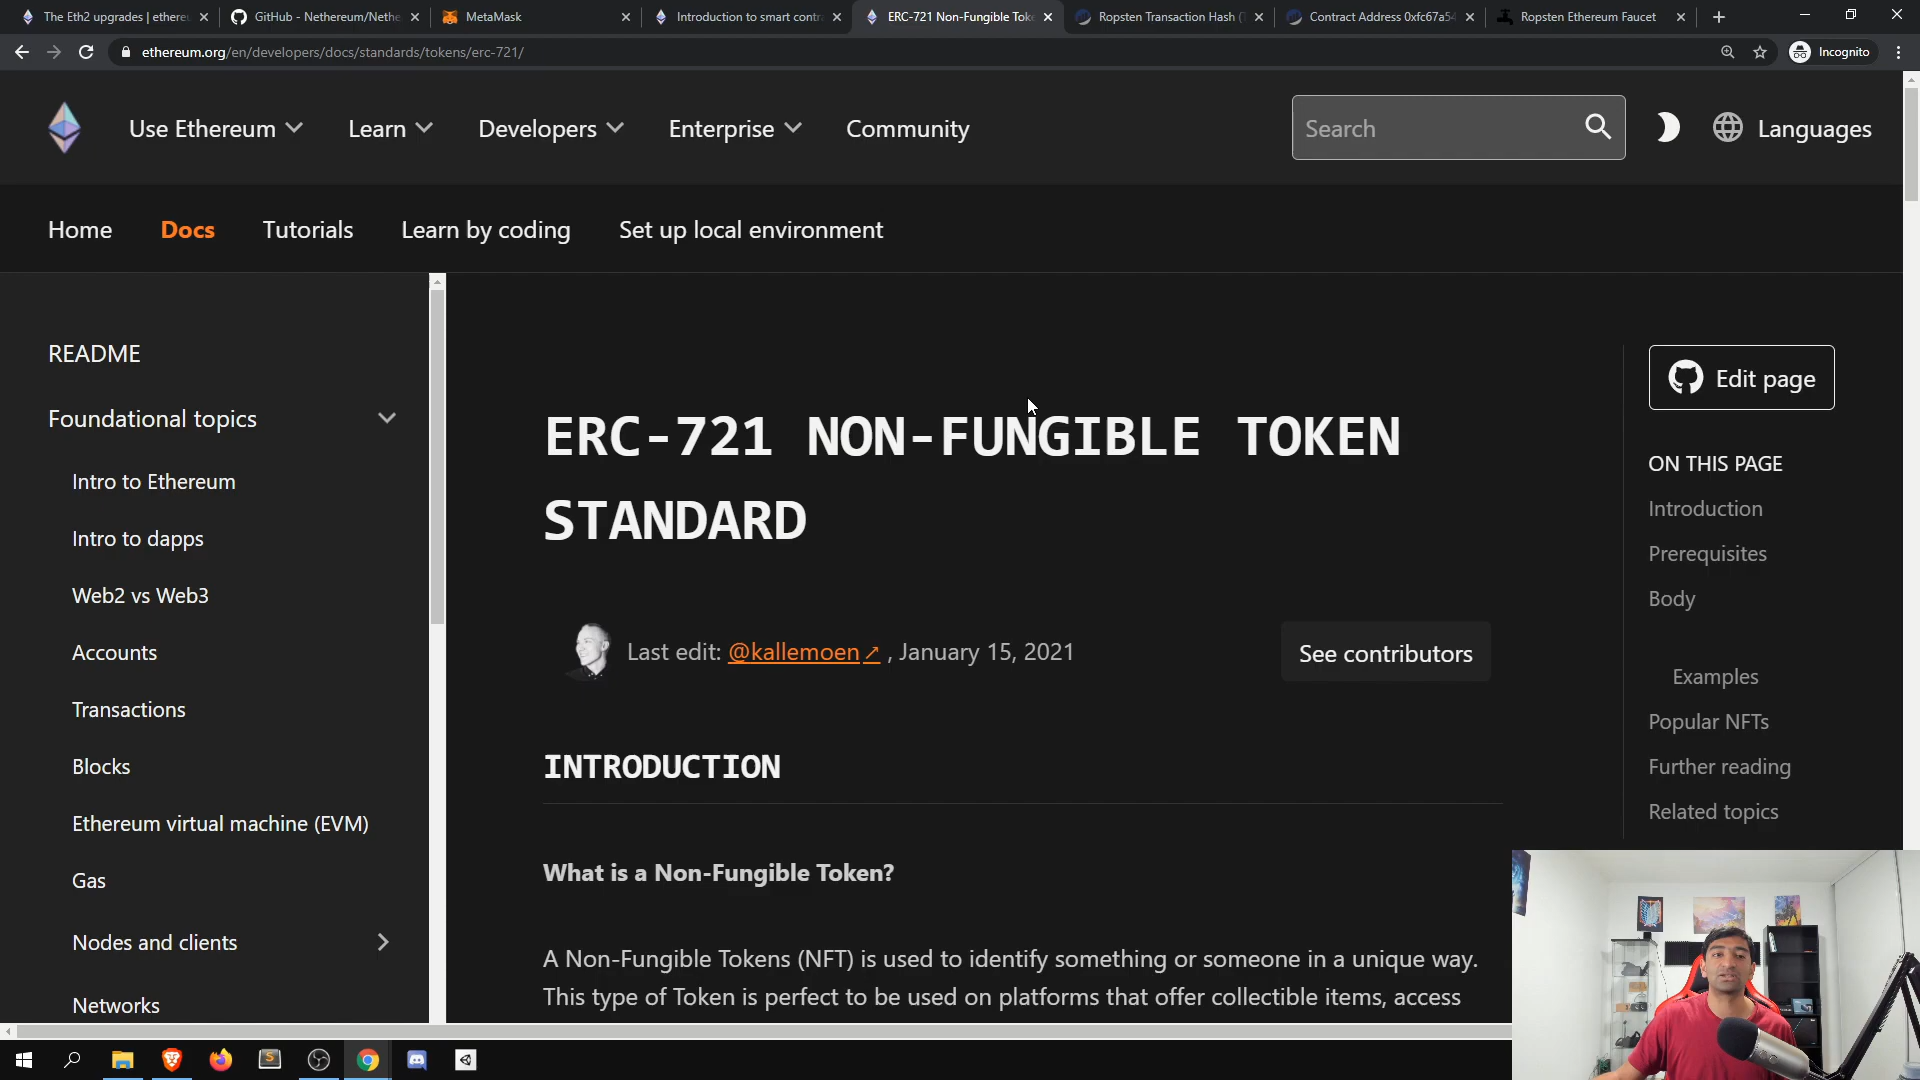 The Eth2 upgrades | ethere
GitHub - Nethereum/Nethe
MetaMask
Introduction to smart contra
ERC-721 Non-Fungible Toke
Ropsten Transaction Hash (T
Contract Address 0xfc67a54
Ropsten Ethereum Faucet
ethereum.org/en/developers/docs/standards/tokens/erc-721/
Incognito
Use Ethereum
Learn
Developers
Enterprise
Community
Search
Languages
Home
Docs
Tutorials
Learn by coding
Set up local environment
README
Foundational topics
Intro to Ethereum
Intro to dapps
Web2 vs Web3
Accounts
Transactions
Blocks
Ethereum virtual machine (EVM)
Gas
Nodes and clients
Networks
ERC-721 NON-FUNGIBLE TOKEN
STANDARD
Last edit: @kallemoen↗ , January 15, 2021
See contributors
INTRODUCTION
What is a Non-Fungible Token?
A Non-Fungible Tokens (NFT) is used to identify something or someone in a unique way.
This type of Token is perfect to be used on platforms that offer collectible items, access
Edit page
ON THIS PAGE
Introduction
Prerequisites
Body
Examples
Popular NFTs
Further reading
Related topics